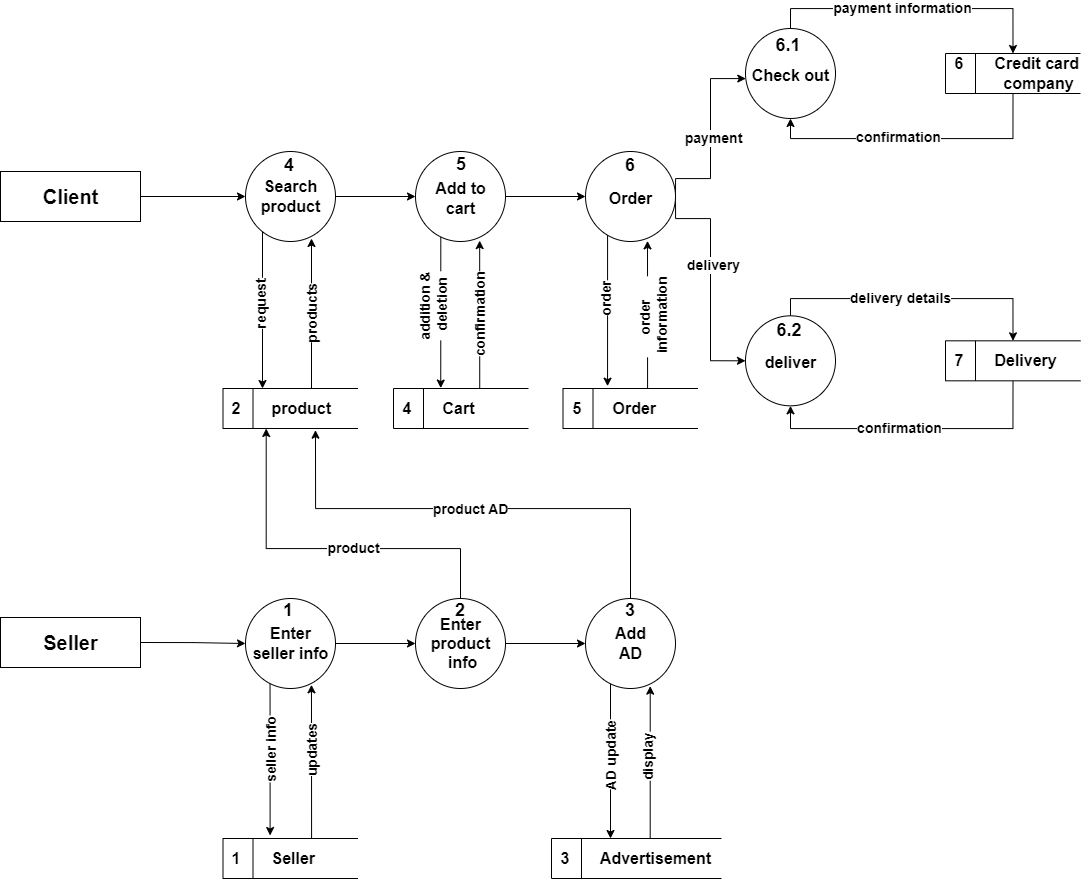 payment information
6.1
Check out
6
Credit card
company
payment
confirmation
Client
4
Search
product
5
Add to
cart
6
Order
request
products
addition &
deletion
confirmation
order
order
information
delivery
delivery details
6.2
deliver
7
Delivery
confirmation
2
product
4
Cart
5
Order
product AD
product
Seller
1
Enter
seller info
2
Enter
product
info
3
Add
AD
seller info
updates
AD update
display
1
Seller
3
Advertisement